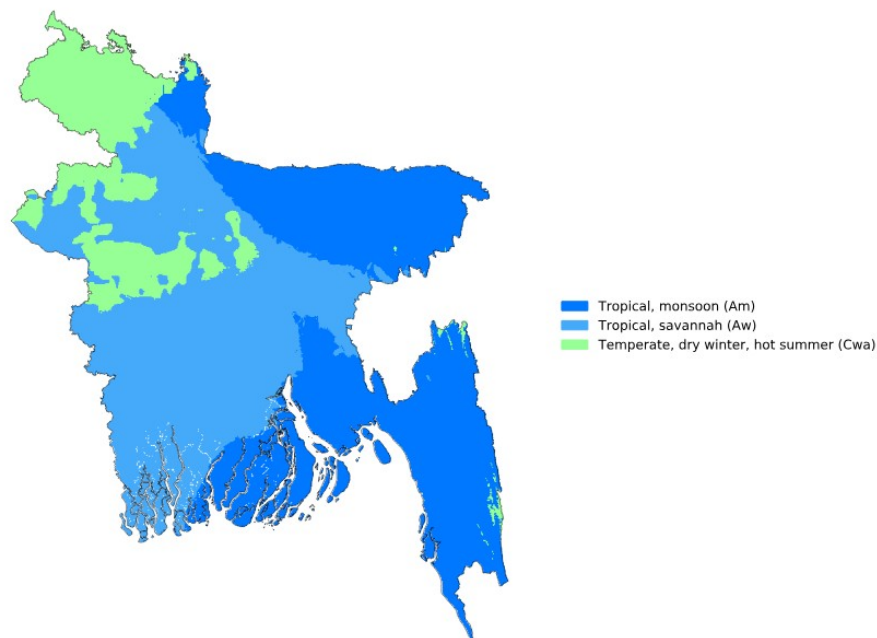 Tropical, monsoon (Am)
Tropical, savannah (Aw)
Temperate, dry winter, hot summer (Cwa)